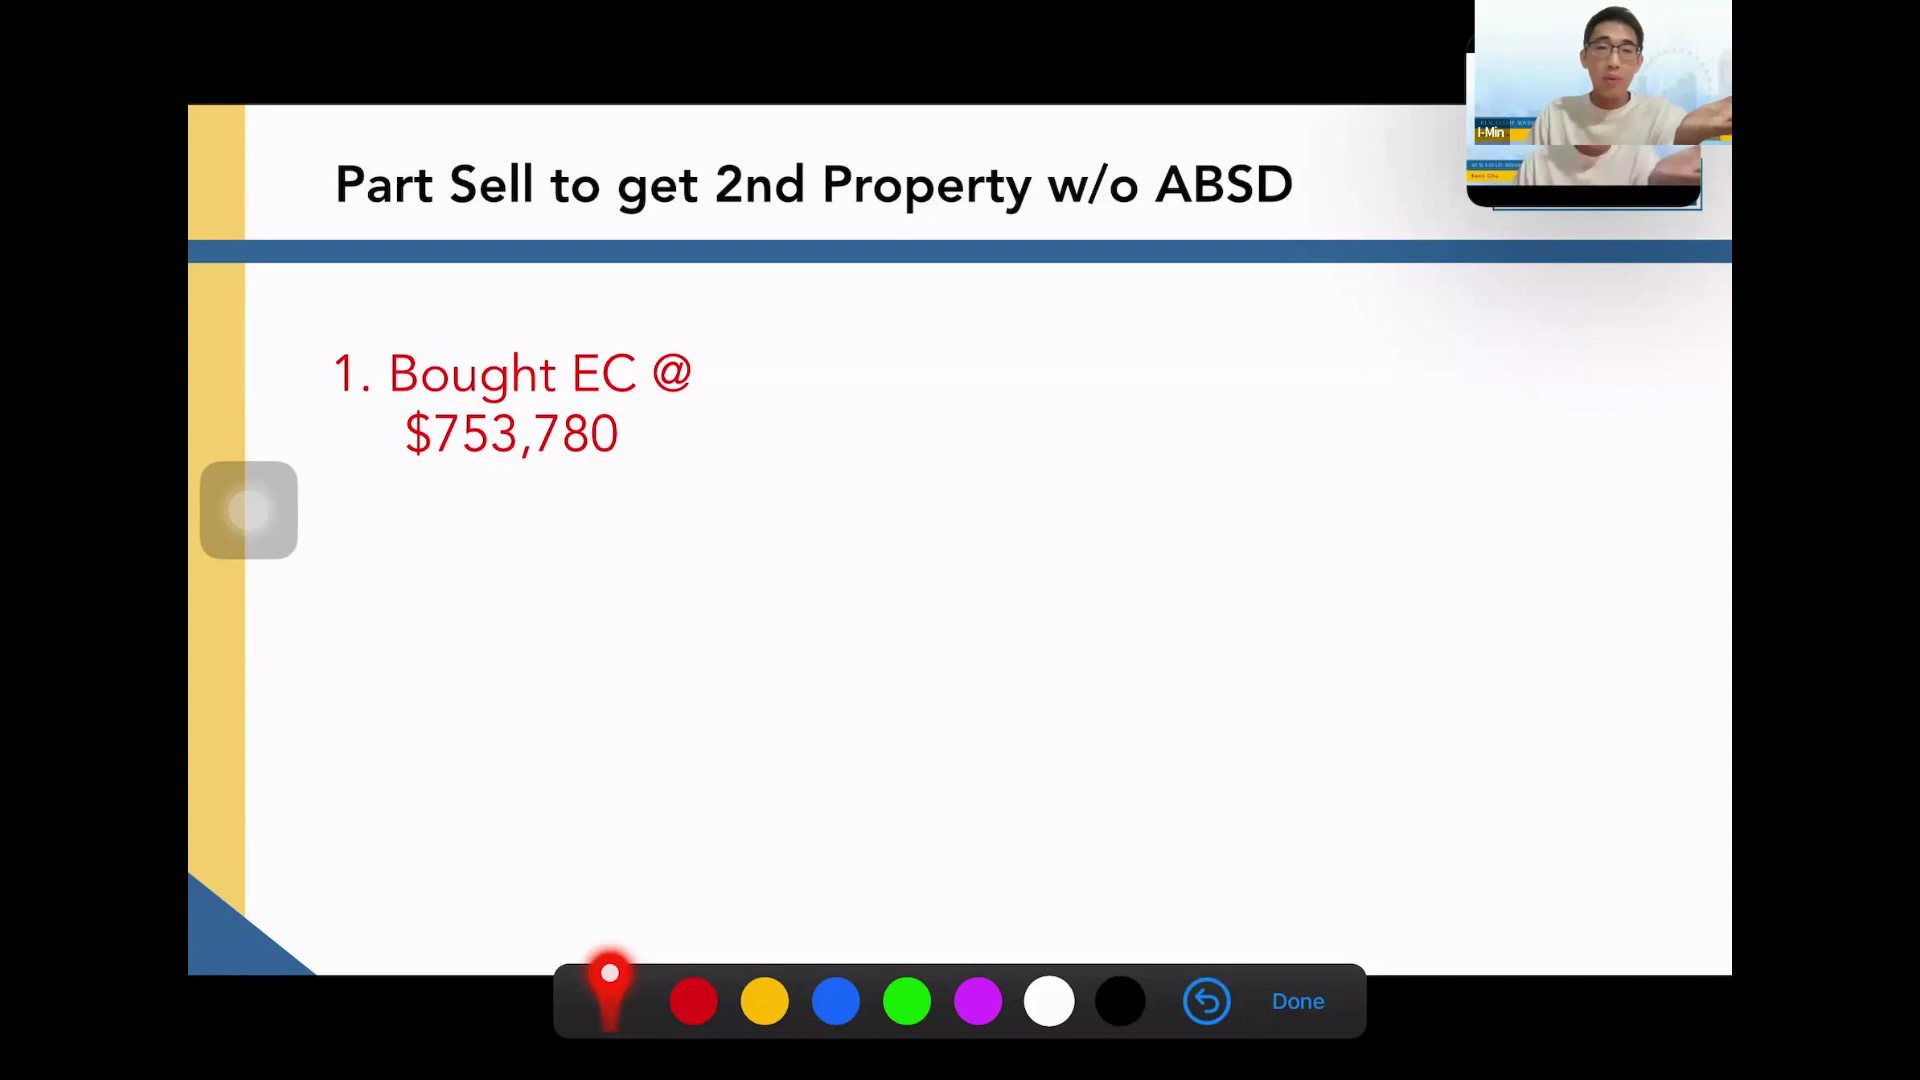 Part Sell to get 2nd Property w/o ABSD
I-Min
1. Bought EC @
$753,780
Done